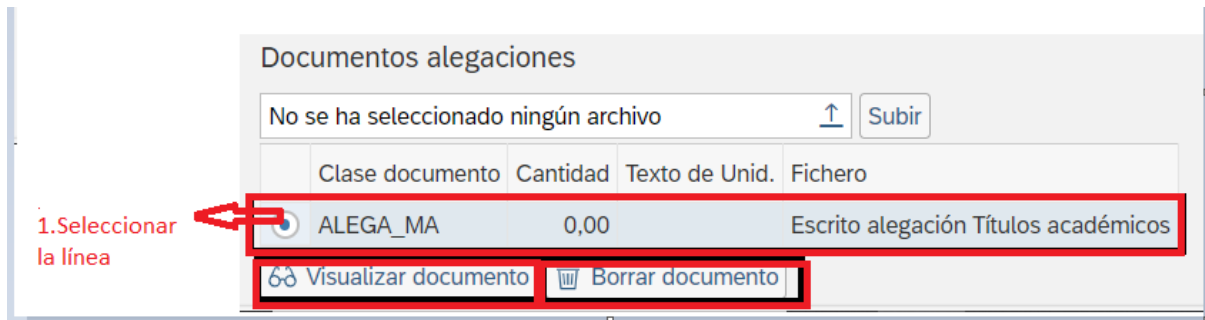 Documentos alegaciones
No se ha seleccionado ningún archivo Subir
Clase documento Cantidad Texto de Unid. Fichero
1.Seleccionar
la línea
ALEGA_MA 0,00 Escrito alegación Títulos académicos
Visualizar documento Borrar documento